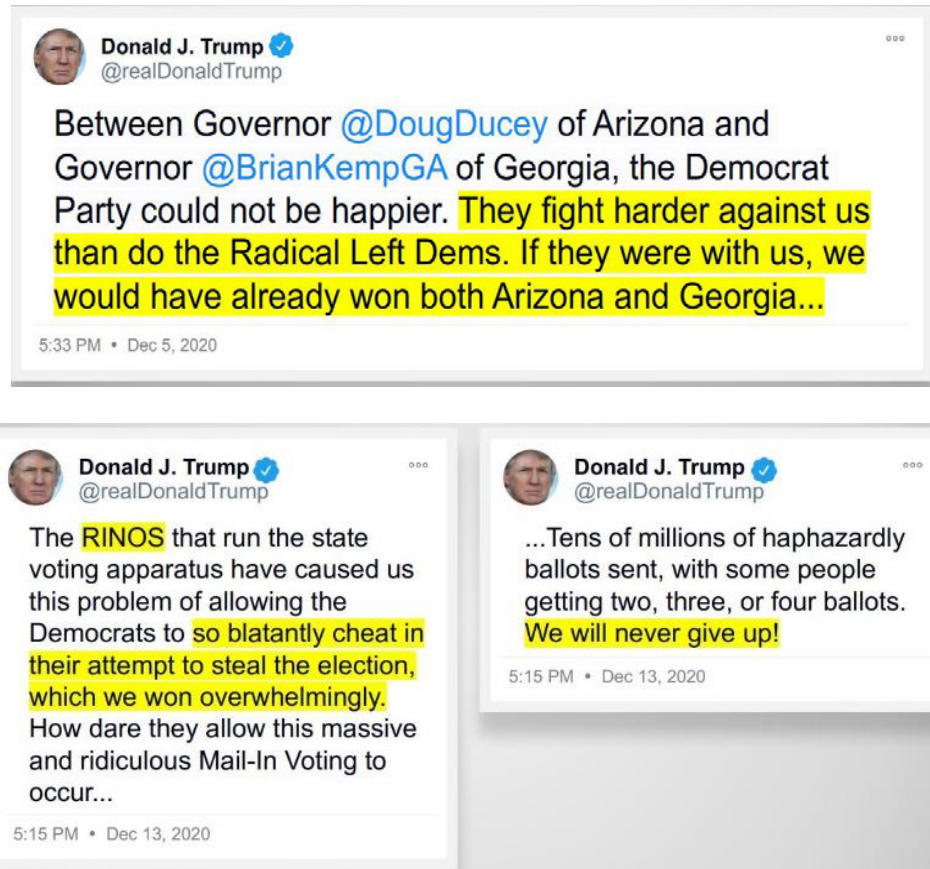 Donald J. Trump
@realDonaldTrump
Between Governor @DougDucey of Arizona and
Governor @BrianKempGA of Georgia, the Democrat
Party could not be happier. They fight harder against us
than do the Radical Left Dems. If they were with us, we
would have already won both Arizona and Georgia...
5:33 PM • Dec 5, 2020
Donald J. Trump
@realDonaldTrump
The RINOS that run the state
voting apparatus have caused us
this problem of allowing the
Democrats to so blatantly cheat in
their attempt to steal the election,
which we won overwhelmingly.
How dare they allow this massive
and ridiculous Mail-In Voting to
occur...
5:15 PM • Dec 13, 2020
Donald J. Trump
@realDonaldTrump
...Tens of millions of haphazardly
ballots sent, with some people
getting two, three, or four ballots.
We will never give up!
5:15 PM • Dec 13, 2020